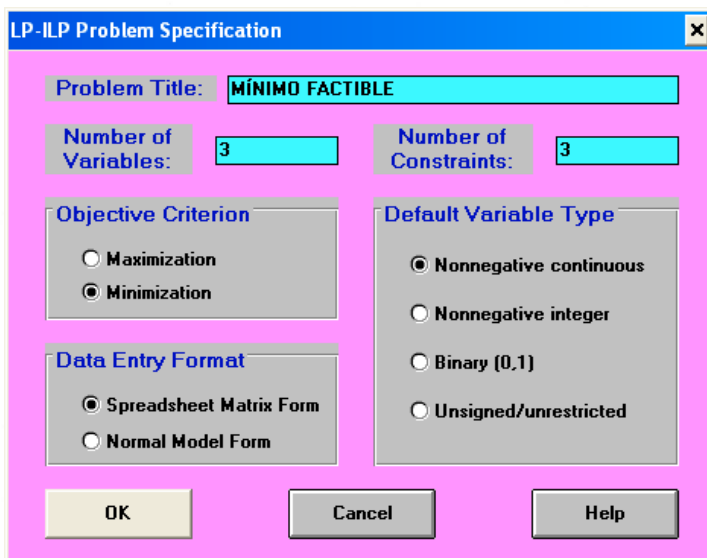 LP-ILP Problem Specification
Problem Title: MÍNIMO FACTIBLE
Number of Variables: 3
Number of Constraints: 3
Objective Criterion
Maximization
Minimization
Default Variable Type
Nonnegative continuous
Nonnegative integer
Binary (0,1)
Unsigned/unrestricted
Data Entry Format
Spreadsheet Matrix Form
Normal Model Form
OK
Cancel
Help